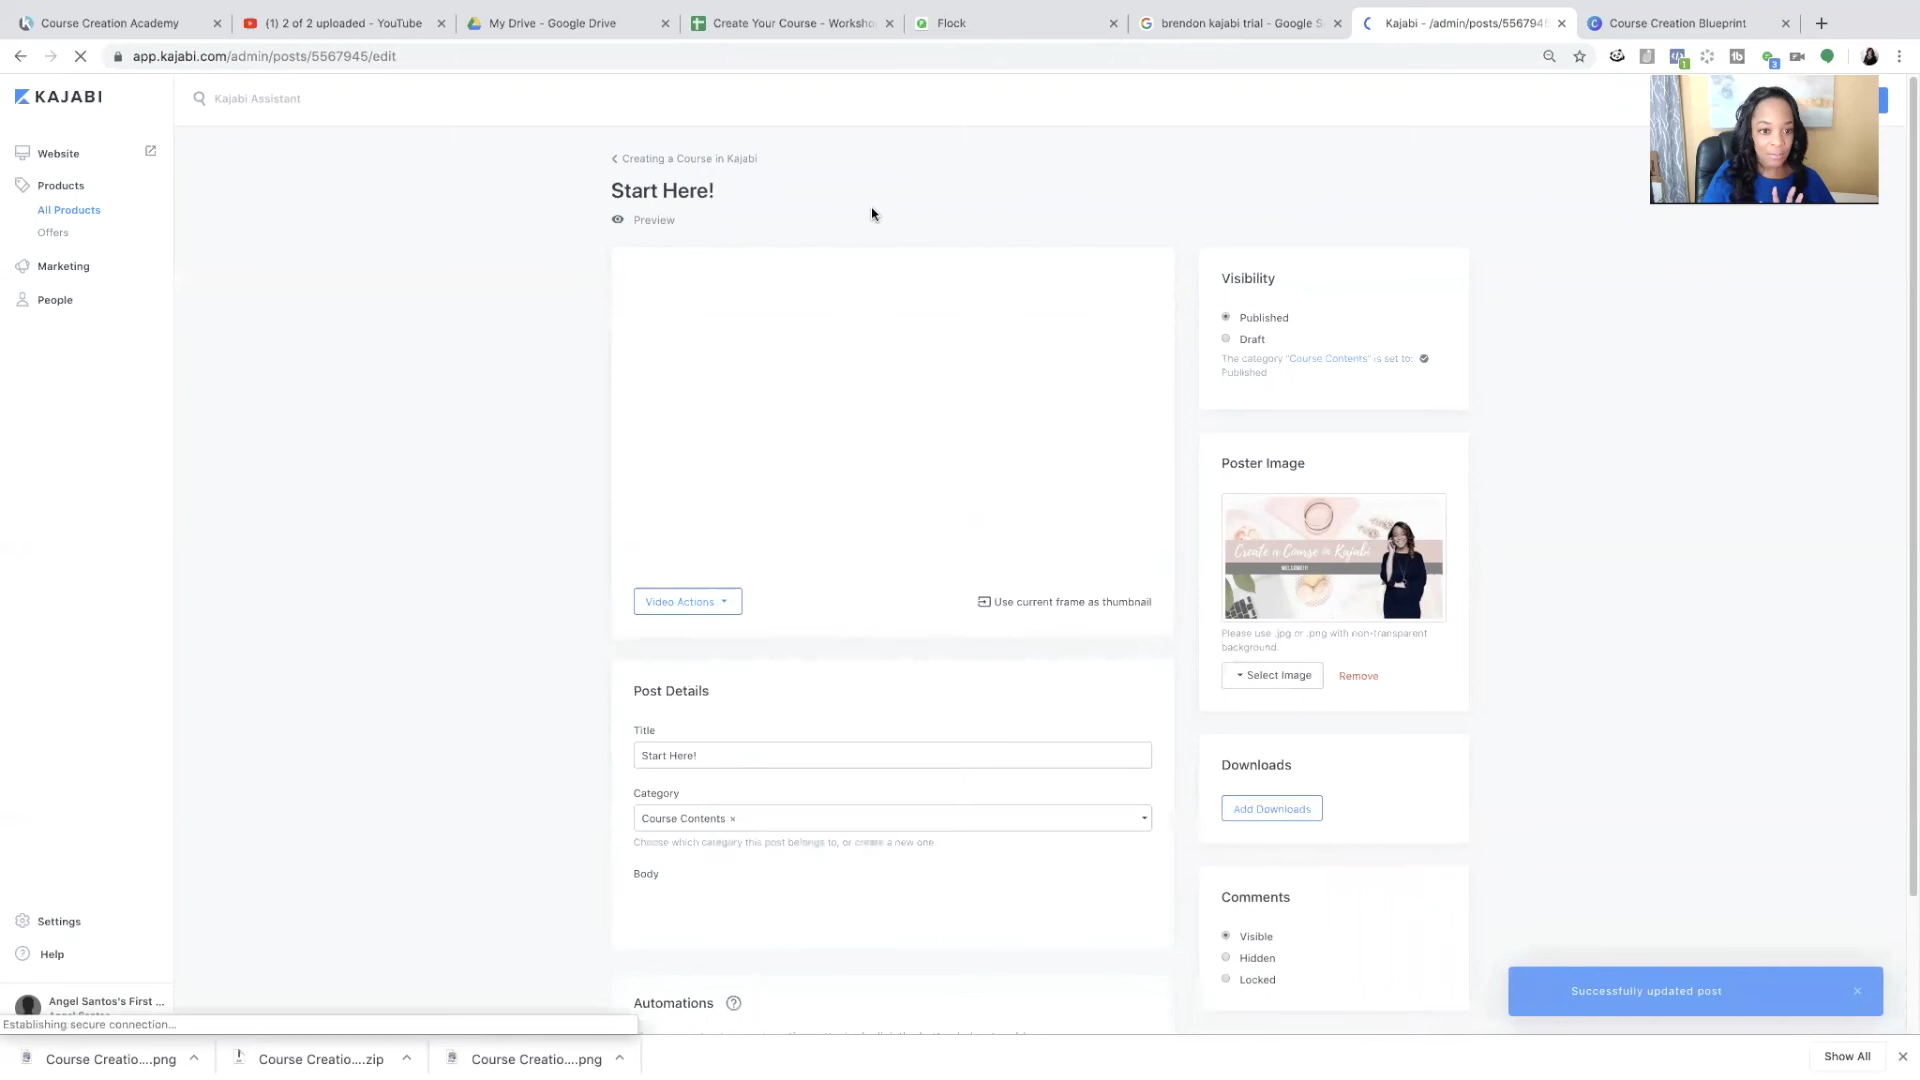 Course Creation Academy
(1) 2 of 2 uploaded - YouTube
My Drive - Google Drive
Create Your Course - Worksho
Flock
brendon kajabi trial - Google S
Kajabi - /admin/posts/5567945
Course Creation Blueprint
app.kajabi.com/admin/posts/5567945/edit
KAJABI
Kajabi Assistant
Website
Products
All Products
Offers
Marketing
People
Creating a Course in Kajabi
Start Here!
Preview
Video Actions
Use current frame as thumbnail
Post Details
Title
Start Here!
Category
Course Contents ×
Choose which category this post belongs to, or create a new one
Body
Automations
Visibility
Published
Draft
The category "Course Contents" is set to:
Published
Poster Image
Create a Course in Kajabi
WELCOME!!!
Please use .jpg or .png with non-transparent
background.
Select Image
Remove
Downloads
Add Downloads
Comments
Visible
Hidden
Locked
Successfully updated post
Settings
Help
Angel Santos's First ...
Angel Santos
Establishing secure connection...
Course Creatio....png
Course Creatio....zip
Course Creatio....png
Show All